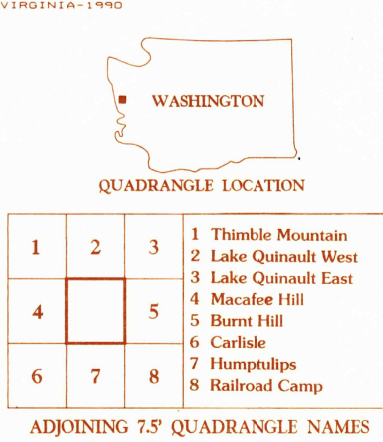 VIRGINIA-1990
WASHINGTON
QUADRANGLE LOCATION
1 2 3
4 5
6 7 8
1 Thimble Mountain
2 Lake Quinault West
3 Lake Quinault East
4 Macafee Hill
5 Burnt Hill
6 Carlisle
7 Humptulips
8 Railroad Camp
ADJOINING 7.5' QUADRANGLE NAMES